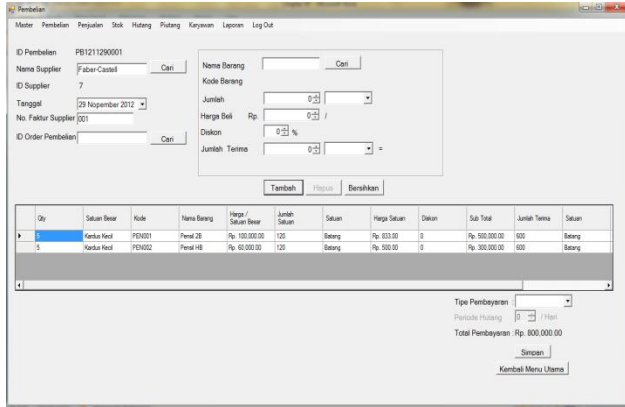 Pembelian
Master Pembelian Penjualan Stok Hutang Piutang Karyawan Laporan Log Out
ID Pembelian PB1211290001
Nama Supplier Faber-Castell Cari
ID Supplier 7
Tanggal 29 Nopember 2012
No. Faktur Supplier 001
ID Order Pembelian Cari
Nama Barang Cari
Kode Barang
Jumlah 0
Harga Beli Rp. 0 /
Diskon 0 %
Jumlah Terima 0 =
Tambah Hapus Bersihkan
Qty Satuan Besar Kode Nama Barang Harga / Satuan Besar Jumlah Satuan Satuan Harga Satuan Diskon Sub Total Jumlah Terima Satuan
5 Kardus Kecil PEN001 Pensil 2B Rp. 100,000.00 120 Batang Rp. 833.00 0 Rp. 500,000.00 600 Batang
5 Kardus Kecil PEN002 Pensil HB Rp. 60,000.00 120 Batang Rp. 500.00 0 Rp. 300,000.00 600 Batang
Tipe Pembayaran :
Periode Hutang 0 / Hari
Total Pembayaran : Rp. 800,000.00
Simpan
Kembali Menu Utama